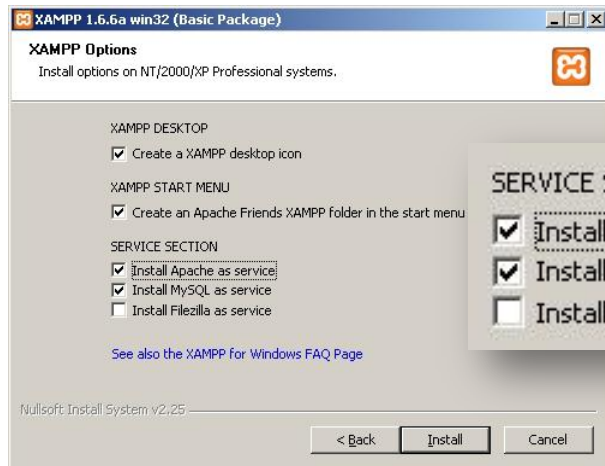 XAMPP 1.6.6a win32 (Basic Package)
XAMPP Options
Install options on NT/2000/XP Professional systems.
XAMPP DESKTOP
Create a XAMPP desktop icon
XAMPP START MENU
Create an Apache Friends XAMPP folder in the start menu
SERVICE SECTION
Install Apache as service
Install MySQL as service
Install Filezilla as service
See also the XAMPP for Windows FAQ Page
Nullsoft Install System v2.25
< Back
Install
Cancel
SERVICE
Install
Install
Install